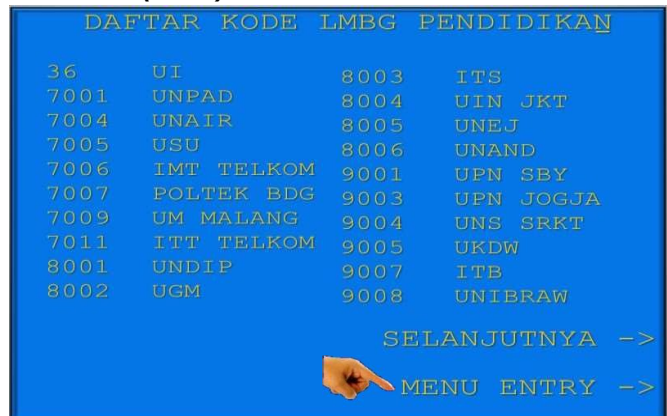 DAFTAR KODE LMBG PENDIDIKAN
36 UI
7001 UNPAD
7004 UNAIR
7005 USU
7006 IMT TELKOM
7007 POLTEK BDG
7009 UM MALANG
7011 ITT TELKOM
8001 UNDIP
8002 UGM
8003 ITS
8004 UIN JKT
8005 UNEJ
8006 UNAND
9001 UPN SBY
9003 UPN JOGJA
9004 UNS SRKT
9005 UKDW
9007 ITB
9008 UNIBRAW
SELANJUTNYA ->
MENU ENTRY ->